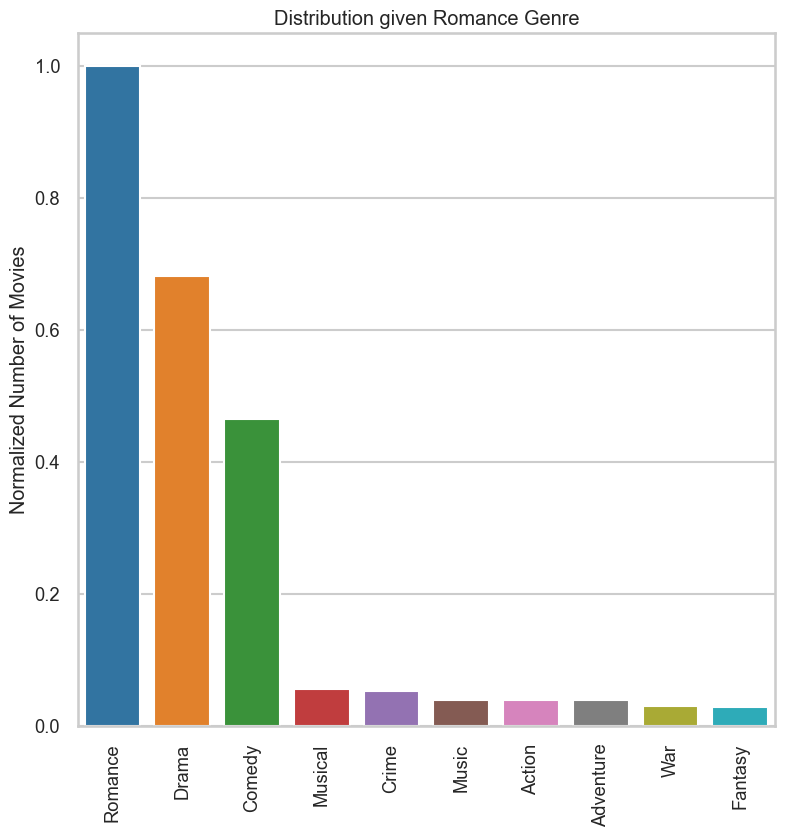 Distribution given Romance Genre
Normalized Number of Movies
1.0
0.8
0.6
0.4
0.2
0.0
Romance
Drama
Comedy
Musical
Crime
Music
Action
Adventure
War
Fantasy